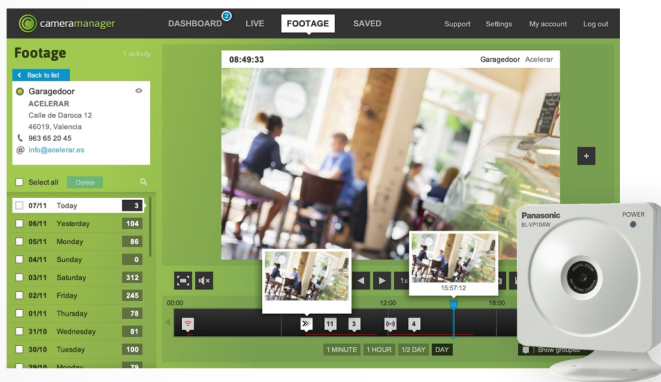 cameramanager
DASHBOARD 2 LIVE FOOTAGE SAVED Support Settings My account Log out
Footage 1 activity
Back to list
Garagedoor
ACELERAR
Calle de Daroca 12
46019, Valencia
963 65 20 45
@ info@acelerar.es
08:49:33 Garagedoor Acelerar
+
Select all Delete
07/11 Today 3
06/11 Yesterday 104
05/11 Monday 86
04/11 Sunday 0
03/11 Saturday 312
02/11 Friday 245
01/11 Thursday 78
31/10 Wednesday 81
30/10 Tuesday 100
29/10 Monday 79
Panasonic POWER
BL-VP104W
1x
15:57:12
00:00 12:00 18:00
11 3 4
1 MINUTE 1 HOUR 1/2 DAY DAY Show grouped